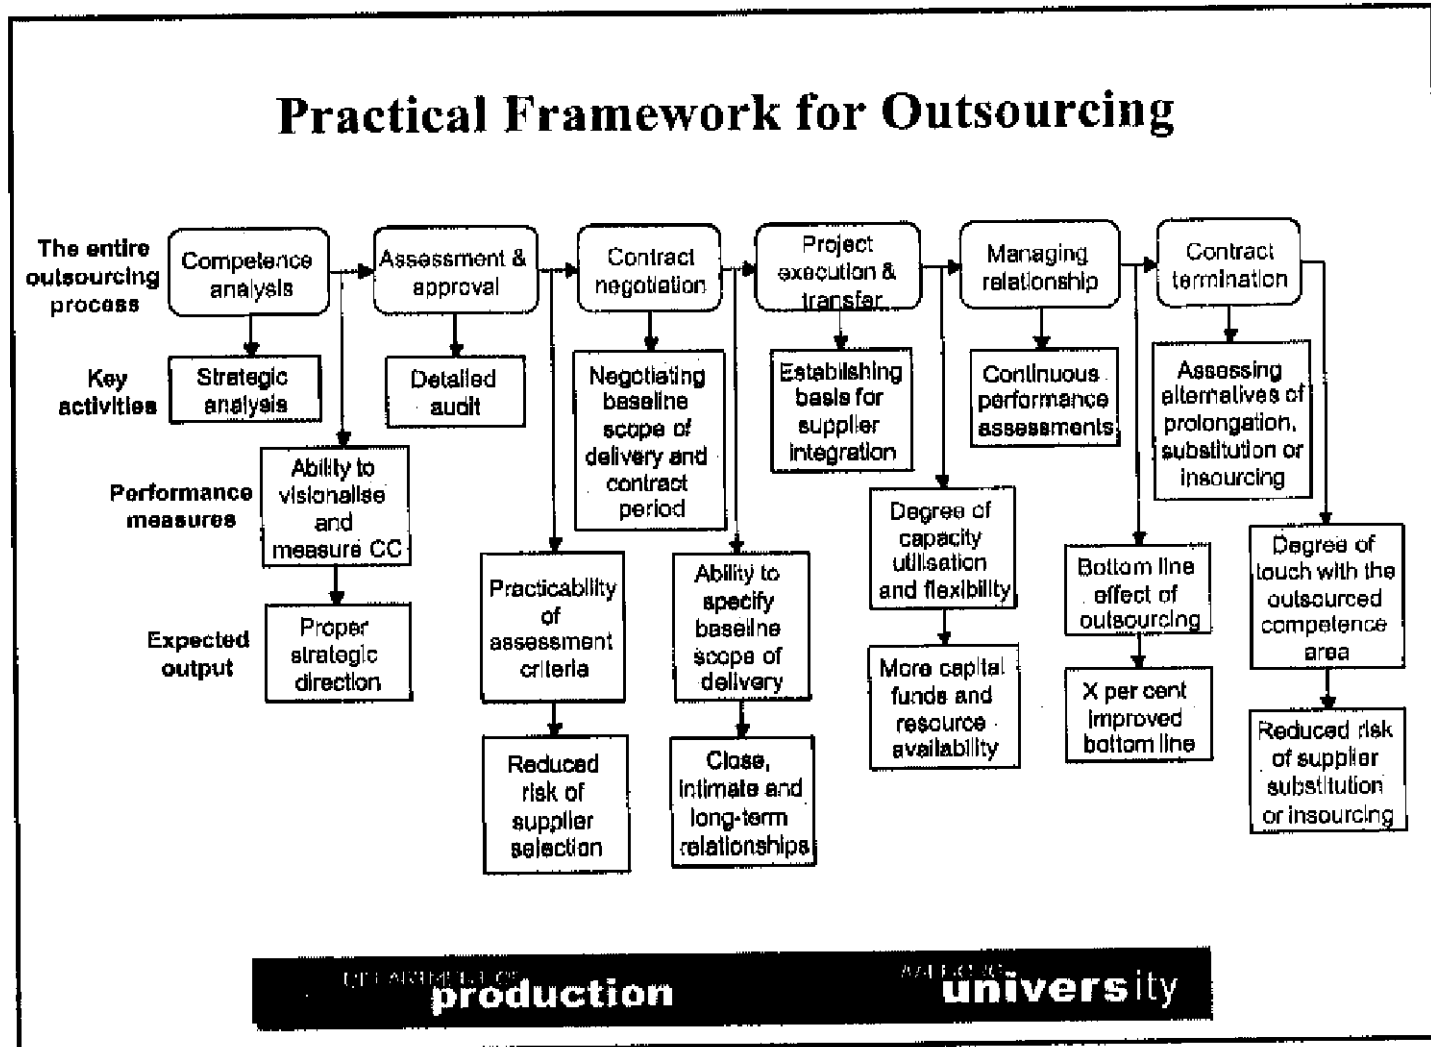 Practical Framework for Outsourcing
The entire
outsourcing
process
Competence
analysis
Assessment &
approval
Contract
negotiation
Project
execution &
transfer
Managing
relationship
Contract
termination
Key
activities
Strategic
analysis
Detailed
audit
Negotiating
baseline
scope of
delivery and
contract
period
Establishing
basis for
supplier
integration
Continuous
performance
assessments
Assessing
alternatives of
prolongation,
substitution or
insourcing
Performance
measures
Ability to
visionalise
and
measure CC
Practicability
of
assessment
criteria
Ability to
specify
baseline
scope of
delivery
Degree of
capacity
utilisation
and flexibility
Bottom line
effect of
outsourcing
Degree of
touch with the
outsourced
competence
area
Expected
output
Proper
strategic
direction
Reduced
risk of
supplier
selection
Close,
intimate and
long-term
relationships
More capital
funds and
resource
availability
X per cent
improved
bottom line
Reduced risk
of supplier
substitution
or insourcing
DEPARTMENT OF
production
AALBORG
university